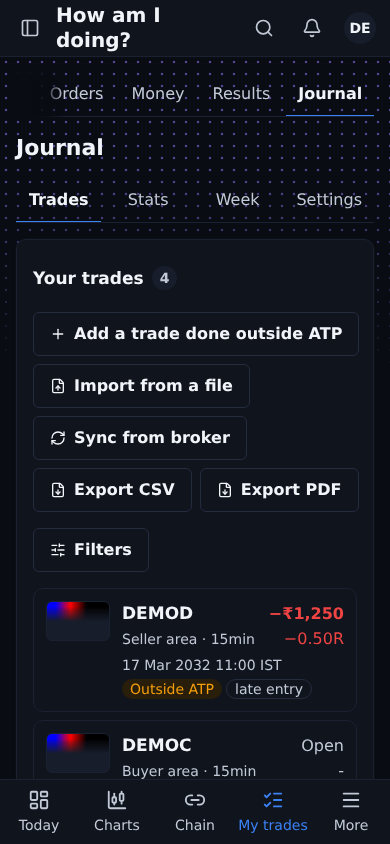 How am I
doing?
DE
Orders Money Results Journal
Journal
Trades Stats Week Settings
Your trades 4
Add a trade done outside ATP
Import from a file
Sync from broker
Export CSV Export PDF
Filters
DEMOD −₹1,250
Seller area · 15min −0.50R
17 Mar 2032 11:00 IST
Outside ATP late entry
DEMOC Open
Buyer area · 15min -
Today Charts Chain My trades More